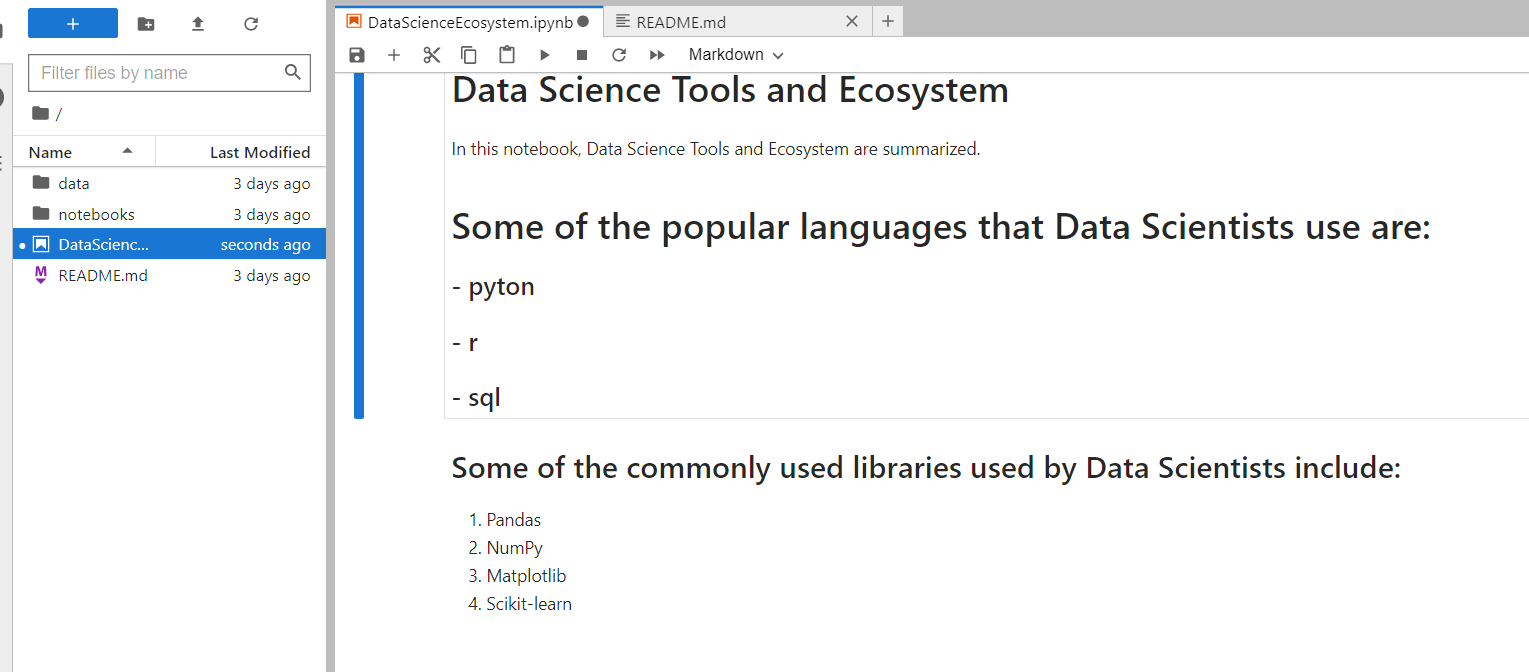 DataScienceEcosystem.ipynb
README.md
Markdown
Filter files by name
/
Name Last Modified
data 3 days ago
notebooks 3 days ago
DataScienc... seconds ago
README.md 3 days ago
Data Science Tools and Ecosystem
In this notebook, Data Science Tools and Ecosystem are summarized.
Some of the popular languages that Data Scientists use are:
- pyton
- r
- sql
Some of the commonly used libraries used by Data Scientists include:
1. Pandas
2. NumPy
3. Matplotlib
4. Scikit-learn